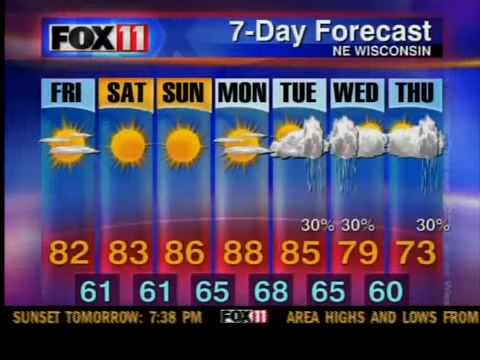 FOX 11
7-Day Forecast
NE WISCONSIN
FRI SAT SUN MON TUE WED THU
30% 30% 30%
82 83 86 88 85 79 73
61 61 65 68 65 60
SUNSET TOMORROW: 7:38 PM FOX11 AREA HIGHS AND LOWS FROM